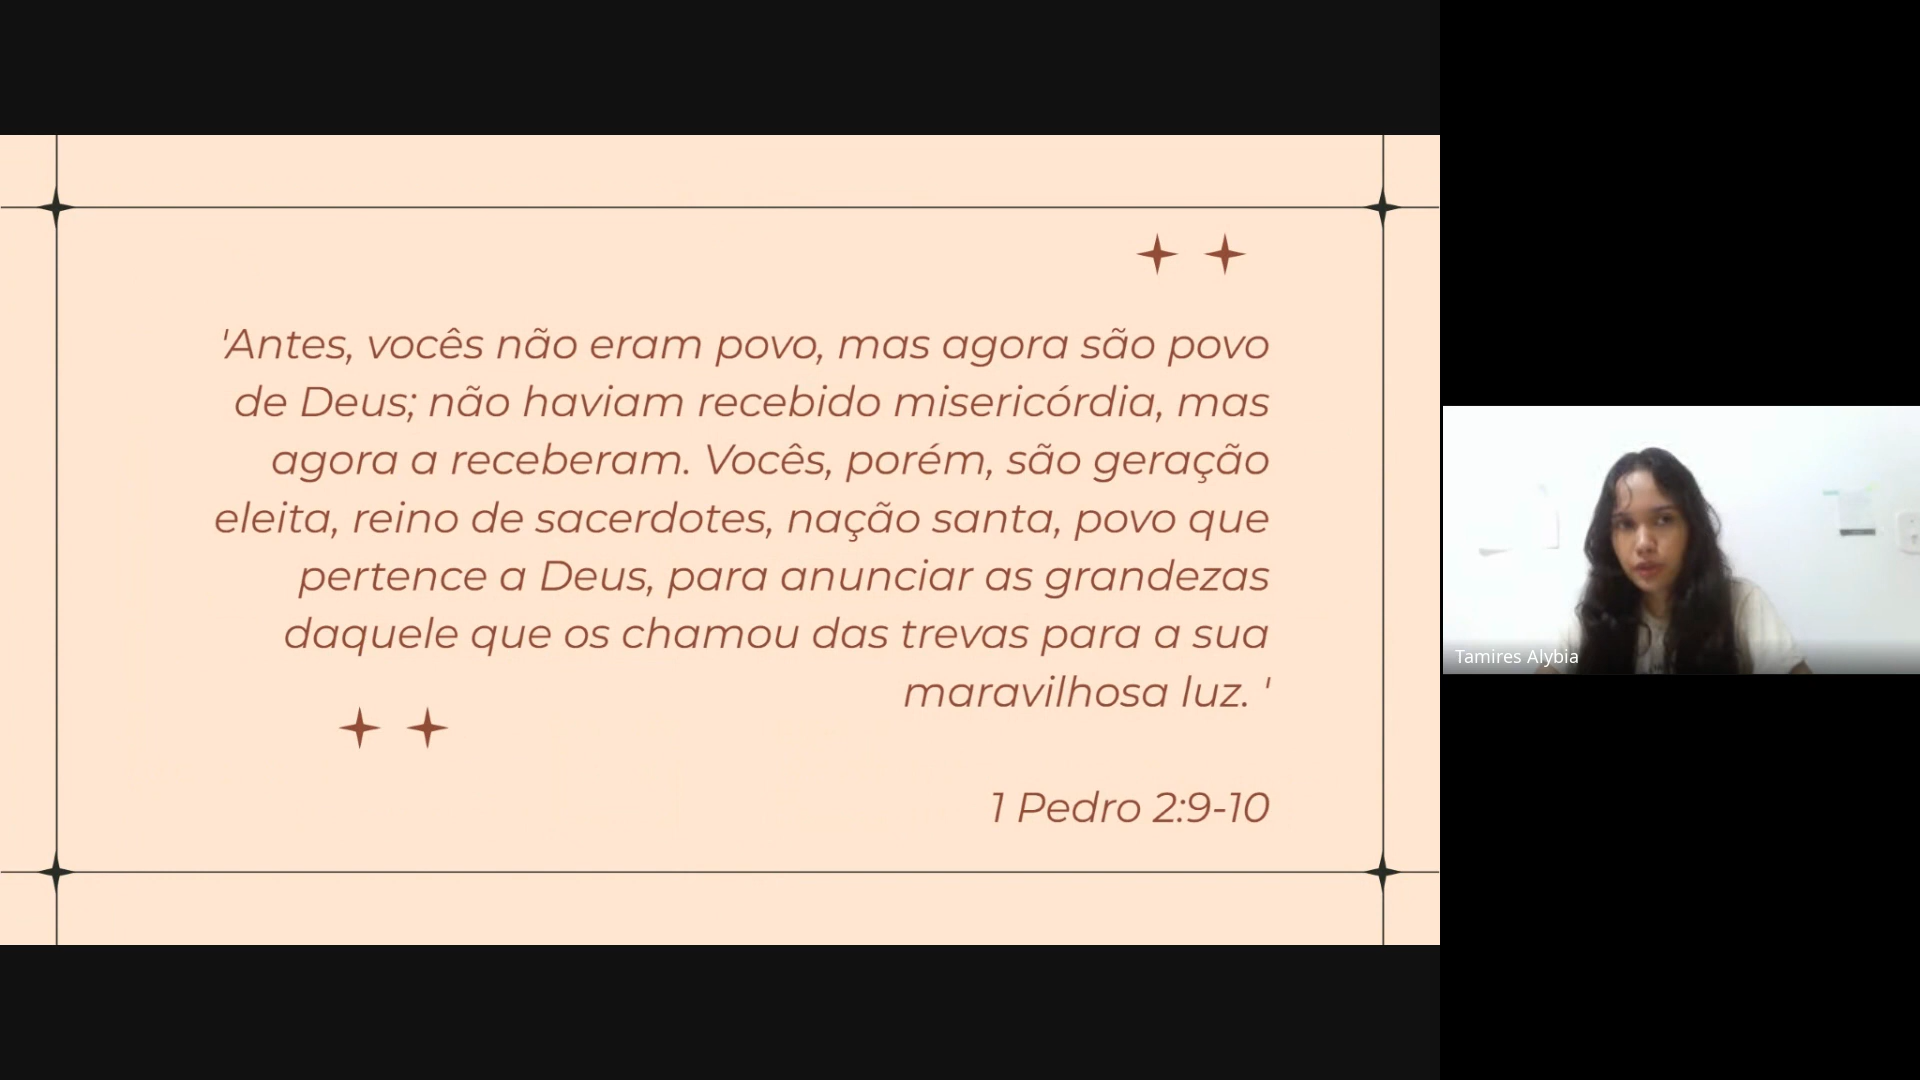 'Antes, vocês não eram povo, mas agora são povo
de Deus; não haviam recebido misericórdia, mas
agora a receberam. Vocês, porém, são geração
eleita, reino de sacerdotes, nação santa, povo que
pertence a Deus, para anunciar as grandezas
daquele que os chamou das trevas para a sua
maravilhosa luz. '
1 Pedro 2:9-10
Tamires Alybia